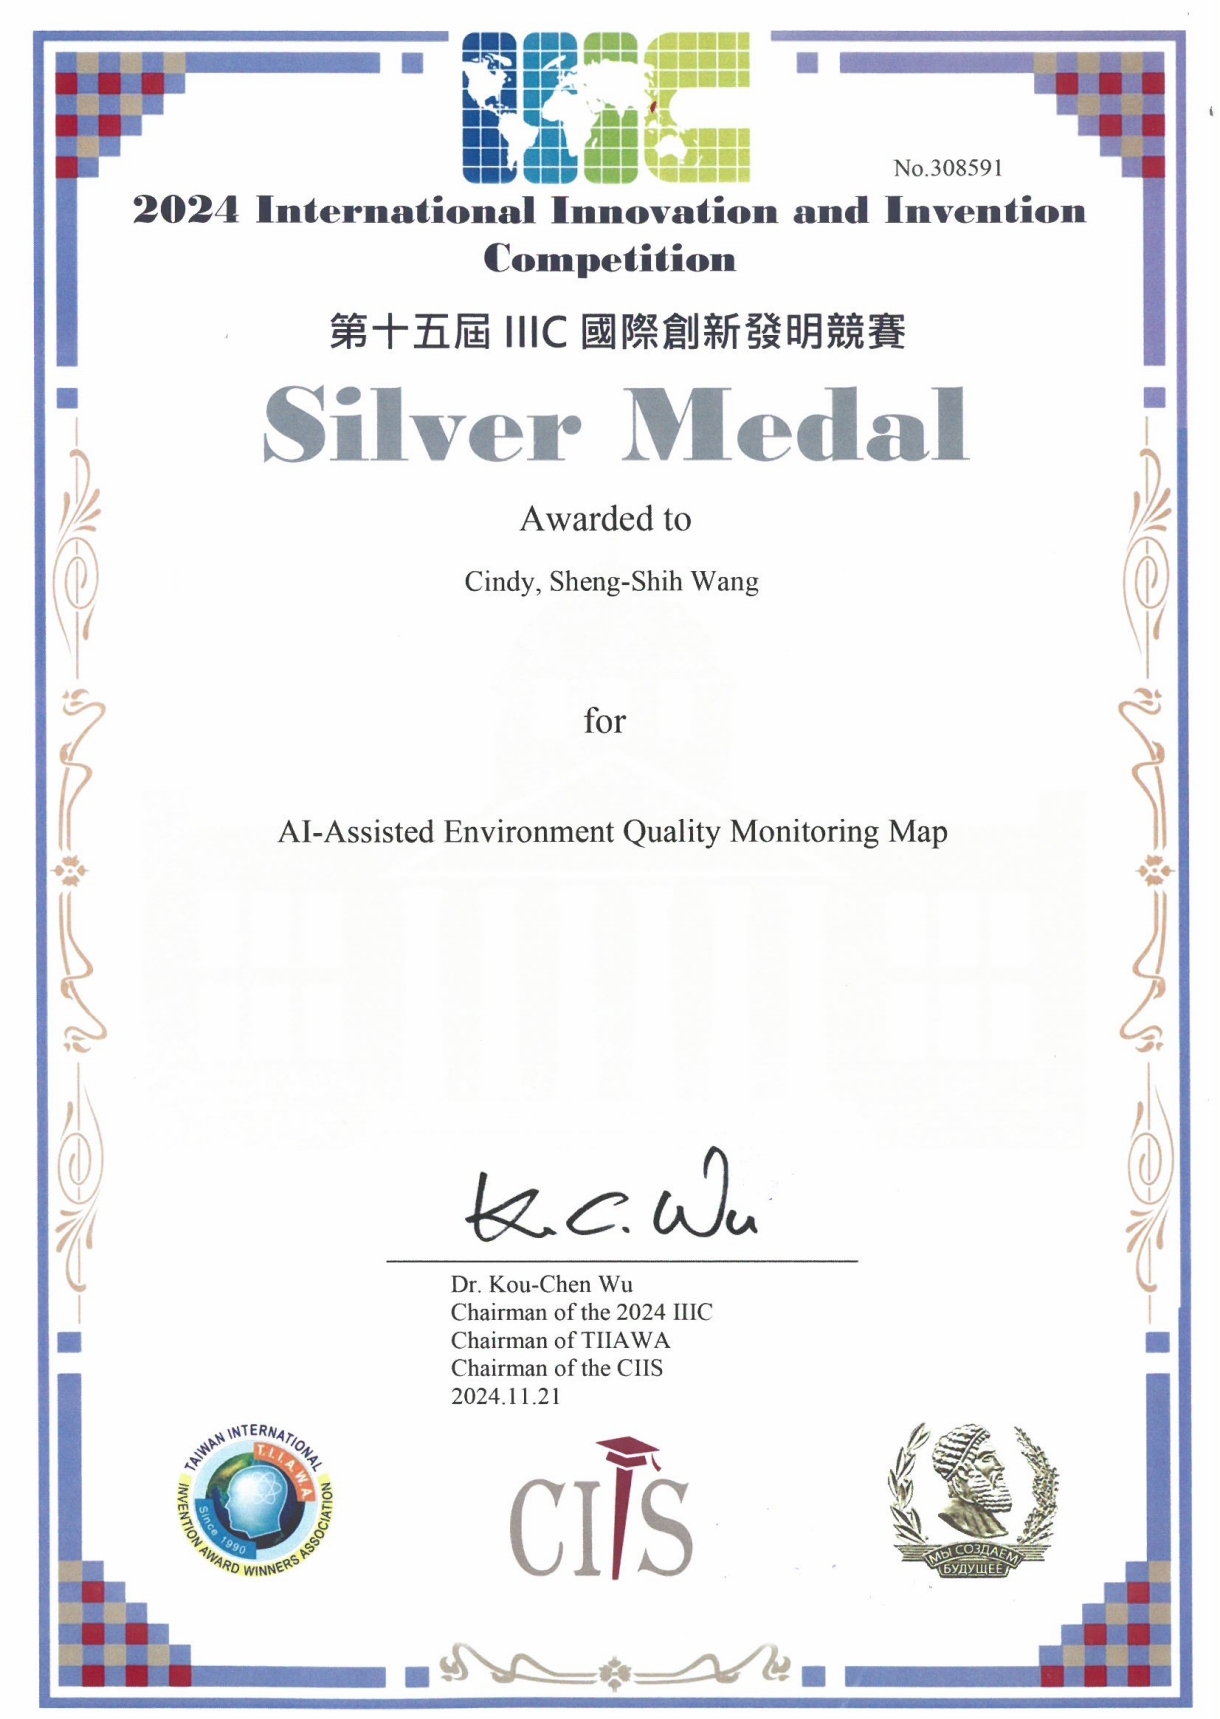 IIIC
No.308591
2024 International Innovation and Invention
Competition
第十五屆 IIIC 國際創新發明競賽
Silver Medal
Awarded to
Cindy, Sheng-Shih Wang
for
AI-Assisted Environment Quality Monitoring Map
K.C. Wu
Dr. Kou-Chen Wu
Chairman of the 2024 IIIC
Chairman of TIIAWA
Chairman of the CIIS
2024.11.21
TAIWAN INTERNATIONAL
T.I.I.A.W.A.
Since 1990
INVENTION AWARD WINNERS ASSOCIATION
CIIS
МЫ СОЗДАЕМ
БУДУЩЕЕ